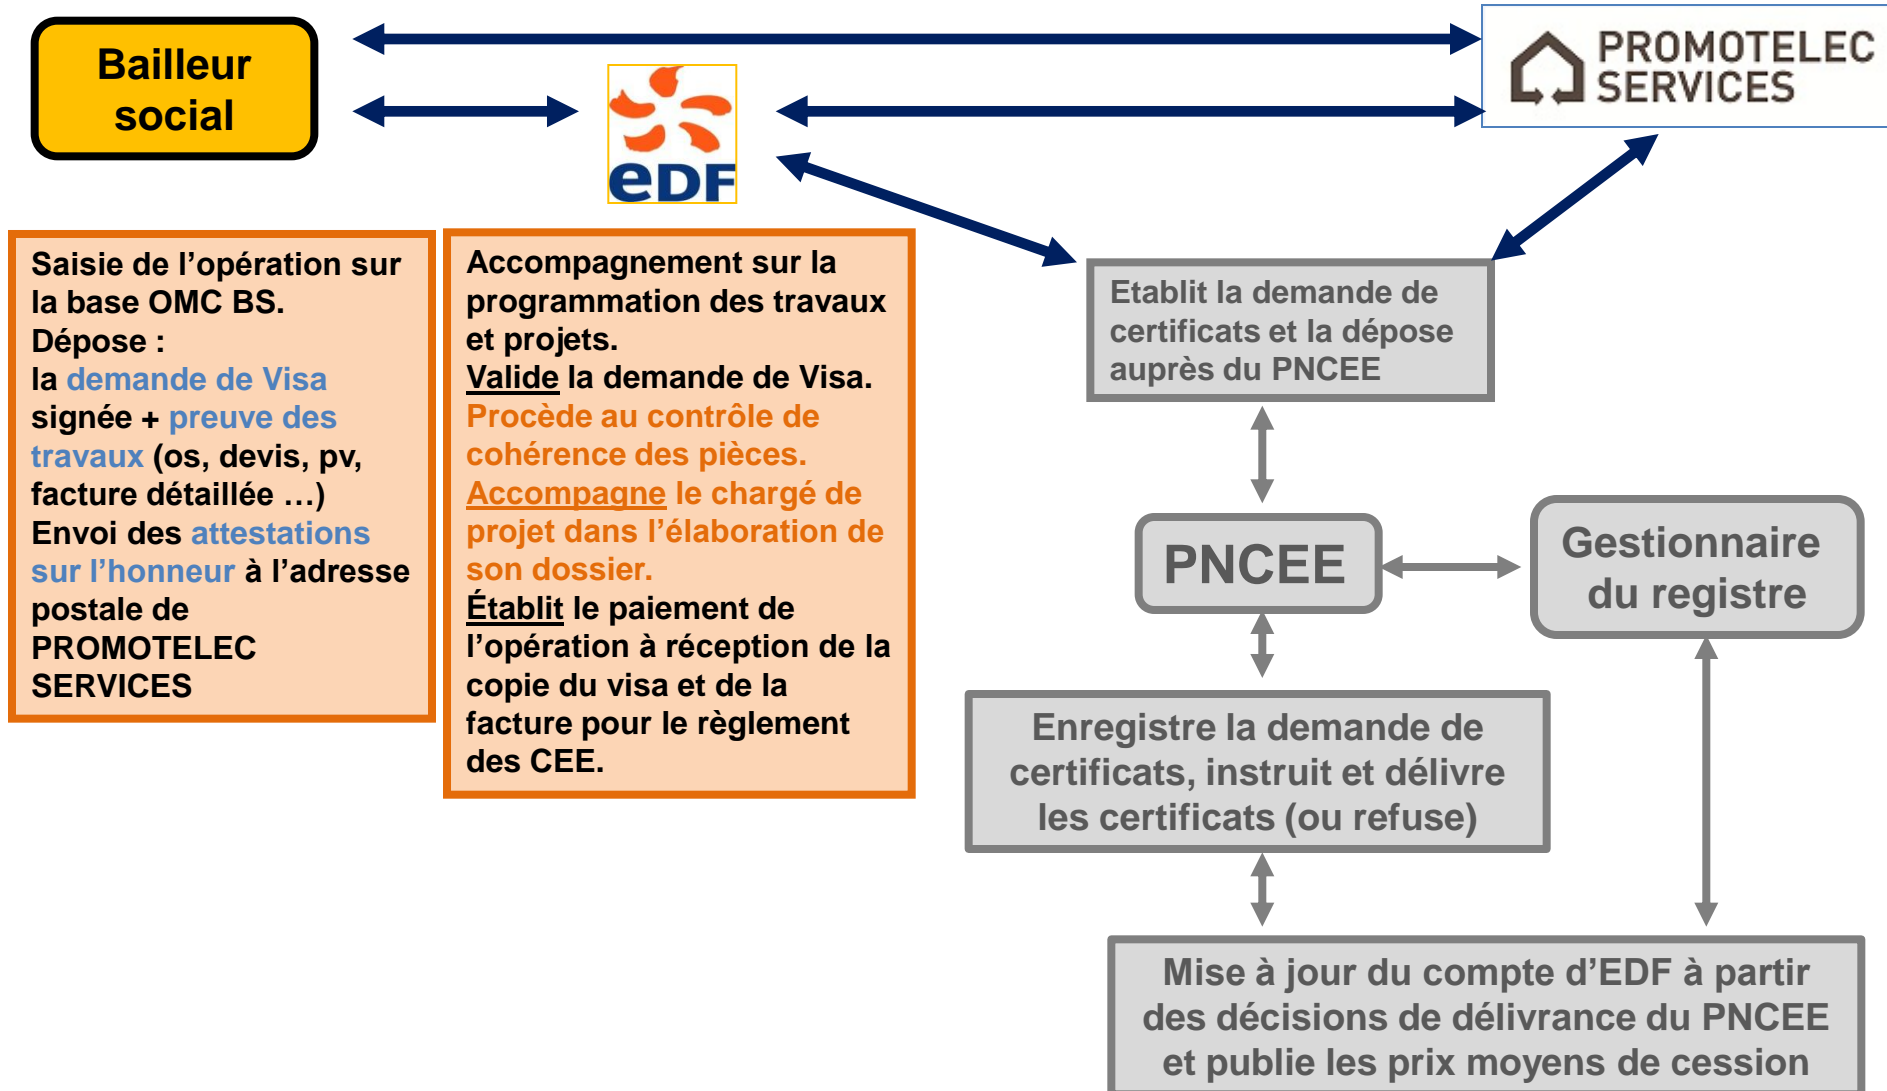 Bailleur
social
eDF
PROMOTELEC
SERVICES
Saisie de l’opération sur
la base OMC BS.
Dépose :
la demande de Visa
signée + preuve des
travaux (os, devis, pv,
facture détaillée …)
Envoi des attestations
sur l’honneur à l’adresse
postale de
PROMOTELEC
SERVICES
Accompagnement sur la
programmation des travaux
et projets.
Valide la demande de Visa.
Procède au contrôle de
cohérence des pièces.
Accompagne le chargé de
projet dans l’élaboration de
son dossier.
Établit le paiement de
l’opération à réception de la
copie du visa et de la
facture pour le règlement
des CEE.
Etablit la demande de
certificats et la dépose
auprès du PNCEE
PNCEE
Gestionnaire
du registre
Enregistre la demande de
certificats, instruit et délivre
les certificats (ou refuse)
Mise à jour du compte d’EDF à partir
des décisions de délivrance du PNCEE
et publie les prix moyens de cession